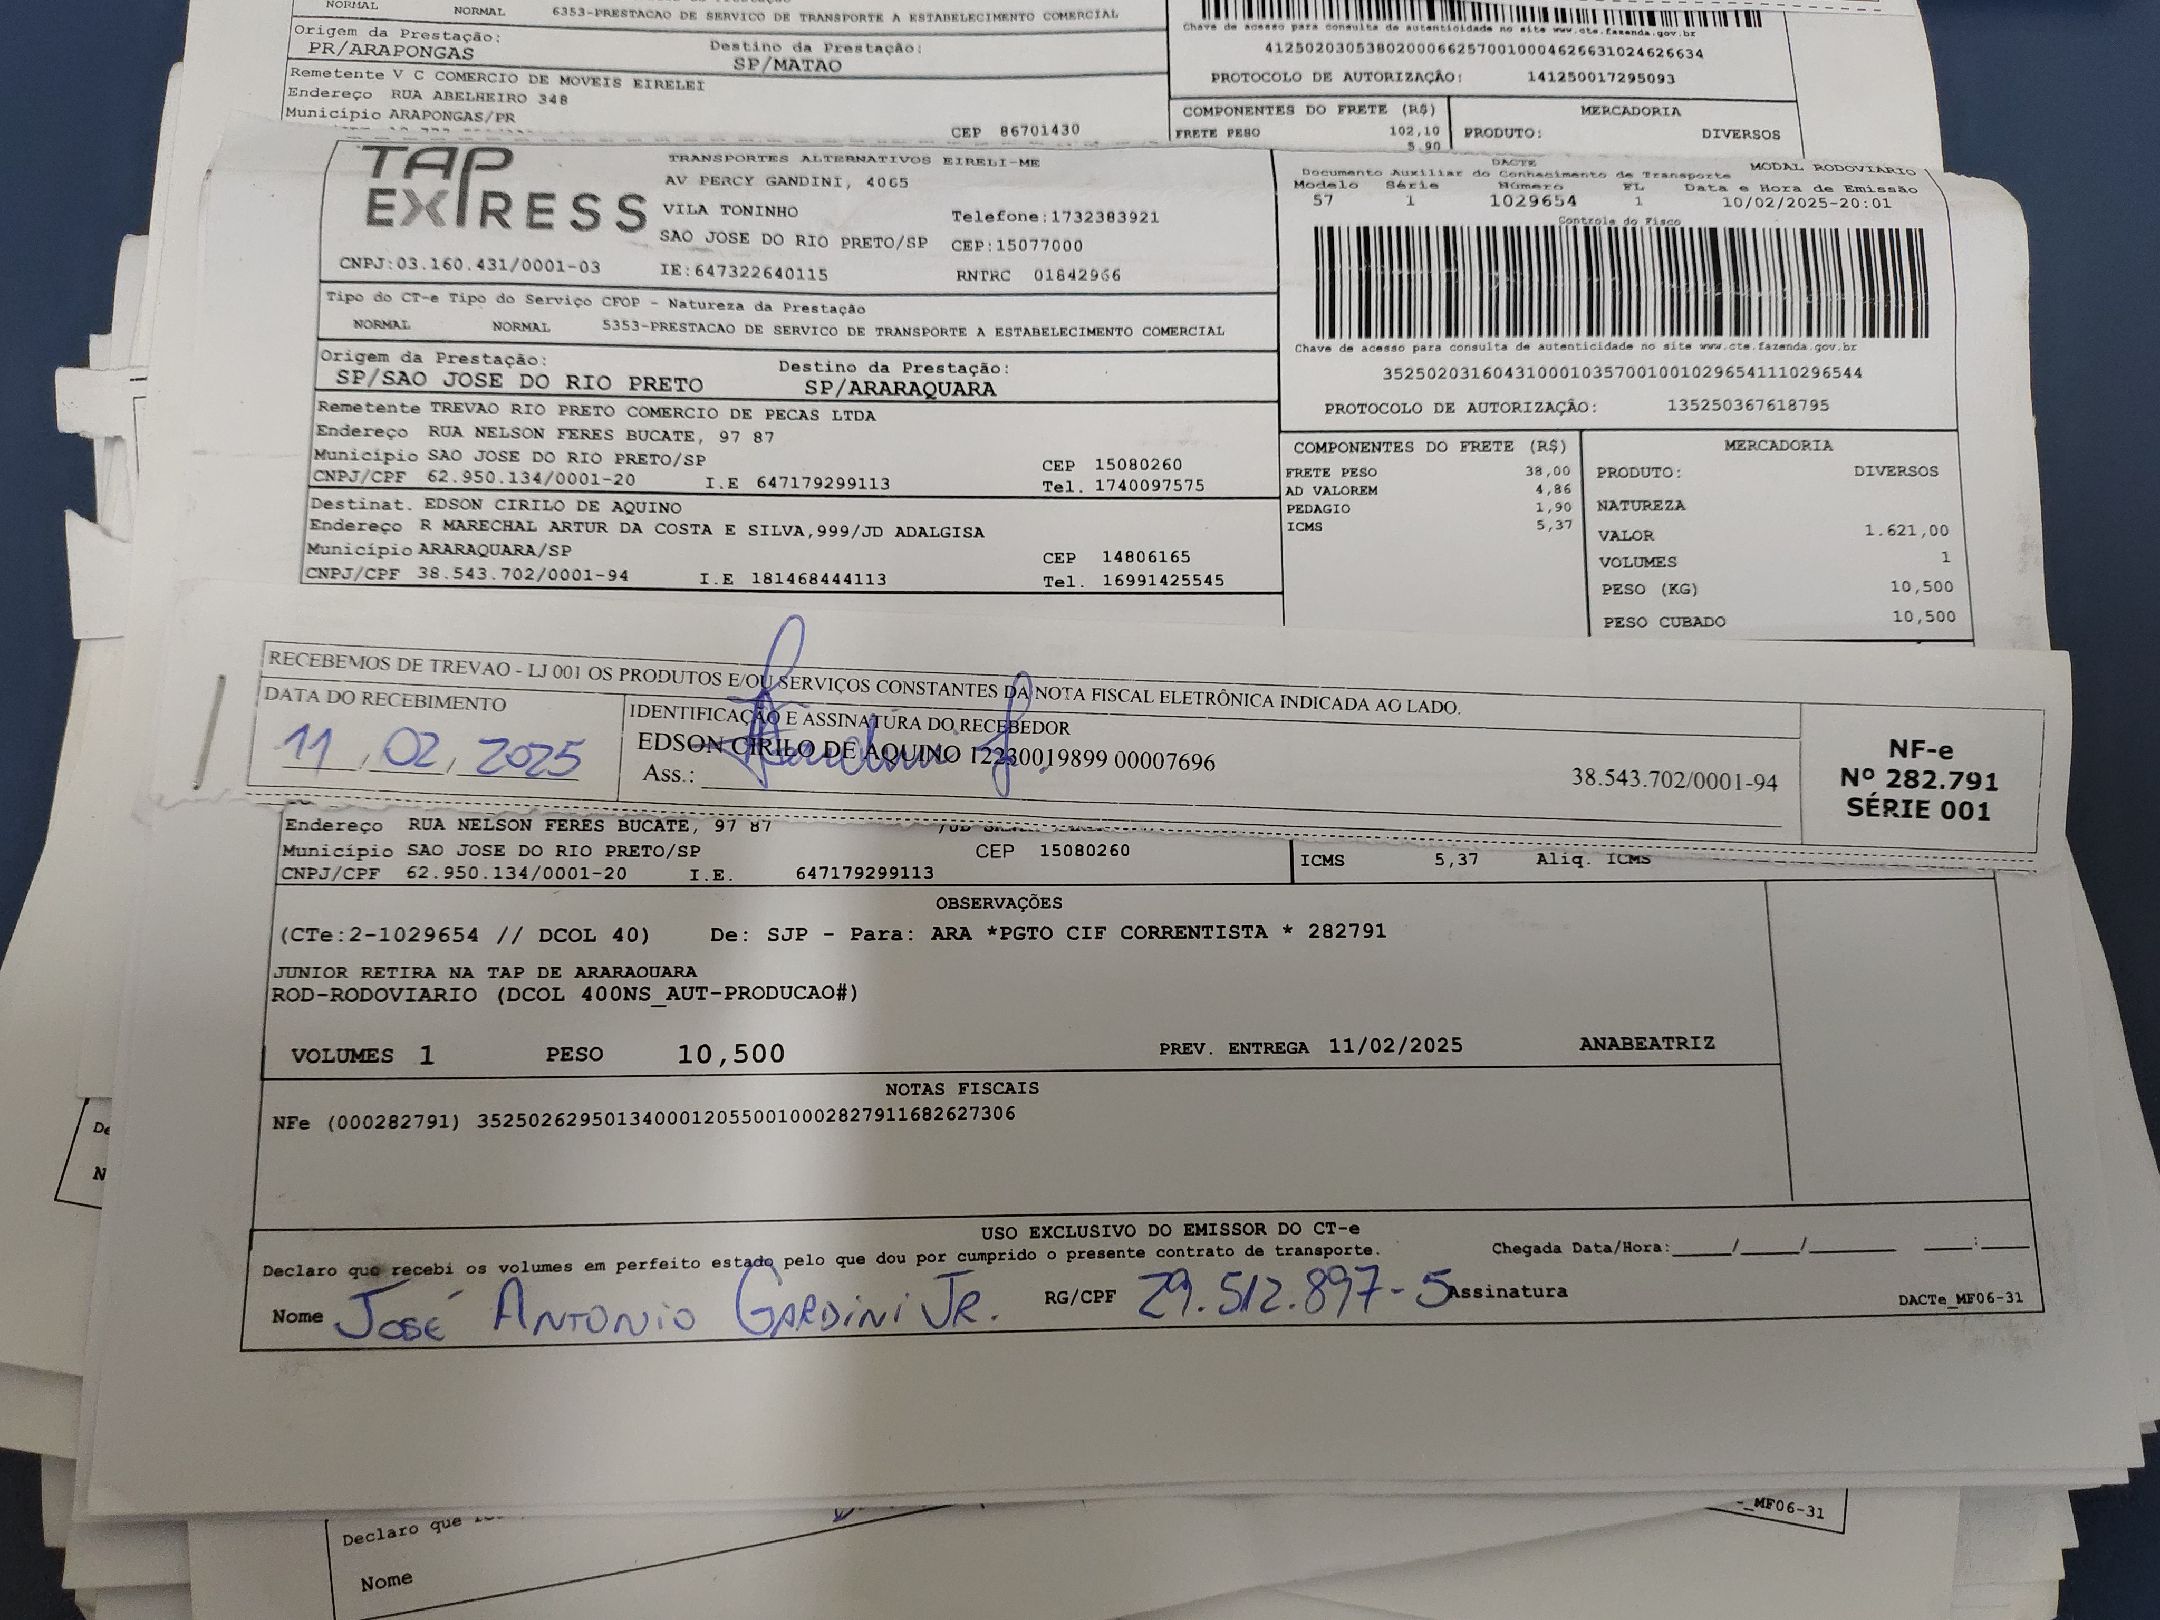 NORMAL NORMAL 6353-PRESTACAO DE SERVICO DE TRANSPORTE A ESTABELECIMENTO COMERCIAL
Origem da Prestação: Destino da Prestação:
PR/ARAPONGAS SP/MATAO
Remetente V C COMERCIO DE MOVEIS EIRELEI
Endereço RUA ABELHEIRO 348
Município ARAPONGAS/PR CEP 86701430
Chave de acesso para consulta de autenticidade no site www.cte.fazenda.gov.br
41250203053802000662570010004626631024626634
PROTOCOLO DE AUTORIZAÇÃO: 141250017295093
COMPONENTES DO FRETE (R$) MERCADORIA
FRETE PESO 102,10 PRODUTO: DIVERSOS
5,90
TAP EXPRESS
TRANSPORTES ALTERNATIVOS EIRELI-ME
AV PERCY GANDINI, 4065
VILA TONINHO Telefone:1732383921
SAO JOSE DO RIO PRETO/SP CEP:15077000
CNPJ:03.160.431/0001-03 IE:647322640115 RNTRC 01842966
DACTE MODAL RODOVIÁRIO
Documento Auxiliar do Conhecimento de Transporte
Modelo Série Número FL Data e Hora de Emissão
57 1 1029654 1 10/02/2025-20:01
Controle do Fisco
Chave de acesso para consulta de autenticidade no site www.cte.fazenda.gov.br
35250203160431000103570010010296541110296544
PROTOCOLO DE AUTORIZAÇÃO: 135250367618795
Tipo do CT-e Tipo do Serviço CFOP - Natureza da Prestação
NORMAL NORMAL 5353-PRESTACAO DE SERVICO DE TRANSPORTE A ESTABELECIMENTO COMERCIAL
Origem da Prestação: Destino da Prestação:
SP/SAO JOSE DO RIO PRETO SP/ARARAQUARA
Remetente TREVAO RIO PRETO COMERCIO DE PECAS LTDA
Endereço RUA NELSON FERES BUCATE, 97 87
Município SAO JOSE DO RIO PRETO/SP CEP 15080260
CNPJ/CPF 62.950.134/0001-20 I.E 647179299113 Tel. 1740097575
Destinat. EDSON CIRILO DE AQUINO
Endereço R MARECHAL ARTUR DA COSTA E SILVA,999/JD ADALGISA
Município ARARAQUARA/SP CEP 14806165
CNPJ/CPF 38.543.702/0001-94 I.E 181468444113 Tel. 16991425545
COMPONENTES DO FRETE (R$) MERCADORIA
FRETE PESO 38,00 PRODUTO: DIVERSOS
AD VALOREM 4,86
PEDAGIO 1,90 NATUREZA
ICMS 5,37 VALOR 1.621,00
VOLUMES 1
PESO (KG) 10,500
PESO CUBADO 10,500
RECEBEMOS DE TREVAO - LJ 001 OS PRODUTOS E/OU SERVIÇOS CONSTANTES DA NOTA FISCAL ELETRÔNICA INDICADA AO LADO.
DATA DO RECEBIMENTO IDENTIFICAÇÃO E ASSINATURA DO RECEBEDOR
11, 02, 2025 EDSON CIRILO DE AQUINO 12230019899 00007696
Ass.: 38.543.702/0001-94
NF-e
Nº 282.791
SÉRIE 001
Endereço RUA NELSON FERES BUCATE, 97 87
Município SAO JOSE DO RIO PRETO/SP CEP 15080260
CNPJ/CPF 62.950.134/0001-20 I.E. 647179299113
ICMS 5,37 Aliq. ICMS
OBSERVAÇÕES
(CTe:2-1029654 // DCOL 40) De: SJP - Para: ARA *PGTO CIF CORRENTISTA * 282791
JUNIOR RETIRA NA TAP DE ARARAQUARA
ROD-RODOVIARIO (DCOL 400NS_AUT-PRODUCAO#)
VOLUMES 1 PESO 10,500 PREV. ENTREGA 11/02/2025 ANABEATRIZ
NOTAS FISCAIS
NFe (000282791) 35250262950134000120550010002827911682627306
USO EXCLUSIVO DO EMISSOR DO CT-e
Declaro que recebi os volumes em perfeito estado pelo que dou por cumprido o presente contrato de transporte. Chegada Data/Hora:____/____/______ ___:___
Nome JOSÉ ANTONIO GARDINI JR. RG/CPF 29.512.897-5 Assinatura DACTe_MF06-31
Declaro que
_MF06-31
Nome